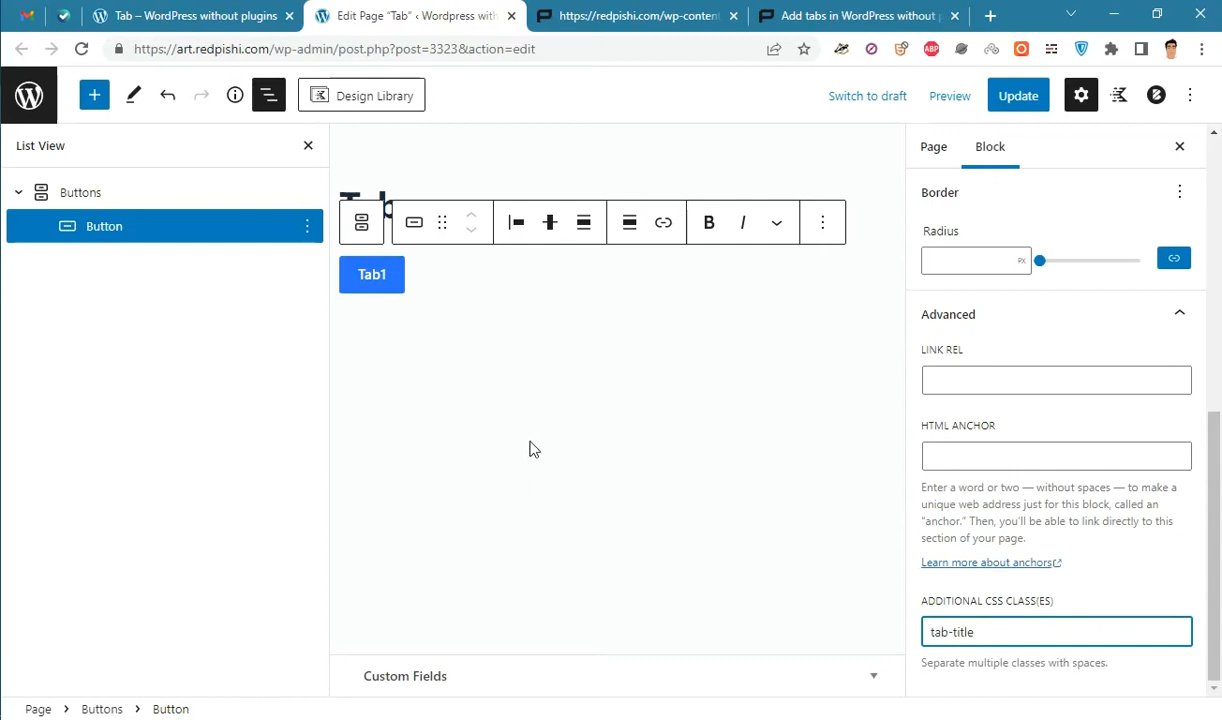 Tab – WordPress without plugins
Edit Page “Tab” ‹ Wordpress with
https://redpishi.com/wp-content
Add tabs in WordPress without
https://art.redpishi.com/wp-admin/post.php?post=3323&action=edit
ABP
Design Library
Switch to draft
Preview
Update
List View
Page
Block
Buttons
Button
Border
Radius
PX
Tab
B
I
Tab1
Advanced
LINK REL
HTML ANCHOR
Enter a word or two — without spaces — to make a
unique web address just for this block, called an
“anchor.” Then, you’ll be able to link directly to this
section of your page.
Learn more about anchors
ADDITIONAL CSS CLASS(ES)
tab-title
Separate multiple classes with spaces.
Custom Fields
Page
Buttons
Button